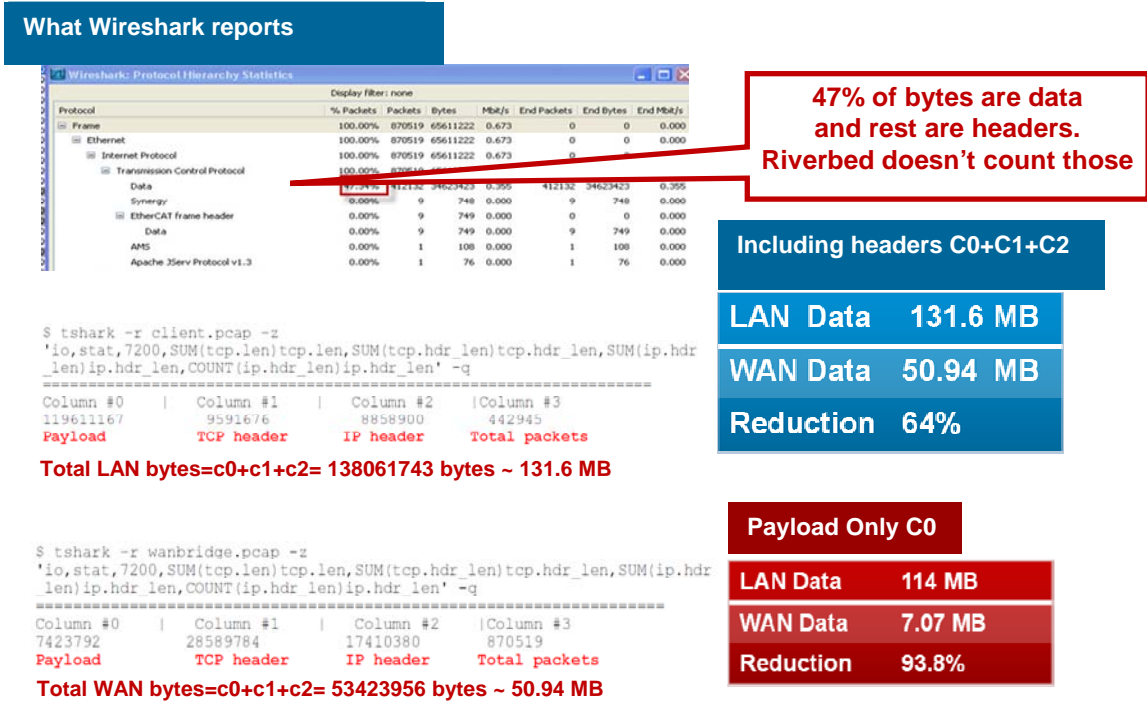 What Wireshark reports
Wireshark: Protocol Hierarchy Statistics
Display filter: none
Protocol % Packets Packets Bytes Mbit/s End Packets End Bytes End Mbit/s
Frame 100.00% 870519 65611222 0.673 0 0 0.000
Ethernet 100.00% 870519 65611222 0.673 0 0 0.000
Internet Protocol 100.00% 870519 65611222 0.673 0
Transmission Control Protocol 100.00% 870519
Data 47.34% 412132 34623423 0.355 412132 34623423 0.355
Synergy 0.00% 9 748 0.000 9 748 0.000
EtherCAT frame header 0.00% 9 749 0.000 0 0 0.000
Data 0.00% 9 749 0.000 9 749 0.000
AMS 0.00% 1 108 0.000 1 108 0.000
Apache JServ Protocol v1.3 0.00% 1 76 0.000 1 76 0.000
47% of bytes are data
and rest are headers.
Riverbed doesn't count those
Including headers C0+C1+C2
LAN Data 131.6 MB
WAN Data 50.94 MB
Reduction 64%
$ tshark -r client.pcap -z
'io,stat,7200,SUM(tcp.len)tcp.len,SUM(tcp.hdr_len)tcp.hdr_len,SUM(ip.hdr
_len)ip.hdr_len,COUNT(ip.hdr_len)ip.hdr_len' -q
===================================================================
Column #0 | Column #1 | Column #2 |Column #3
119611167 9591676 8858900 442945
Payload TCP header IP header Total packets
Total LAN bytes=c0+c1+c2= 138061743 bytes ~ 131.6 MB
$ tshark -r wanbridge.pcap -z
'io,stat,7200,SUM(tcp.len)tcp.len,SUM(tcp.hdr_len)tcp.hdr_len,SUM(ip.hdr
_len)ip.hdr_len,COUNT(ip.hdr_len)ip.hdr_len' -q
===================================================================
Column #0 | Column #1 | Column #2 |Column #3
7423792 28589784 17410380 870519
Payload TCP header IP header Total packets
Total WAN bytes=c0+c1+c2= 53423956 bytes ~ 50.94 MB
Payload Only C0
LAN Data 114 MB
WAN Data 7.07 MB
Reduction 93.8%